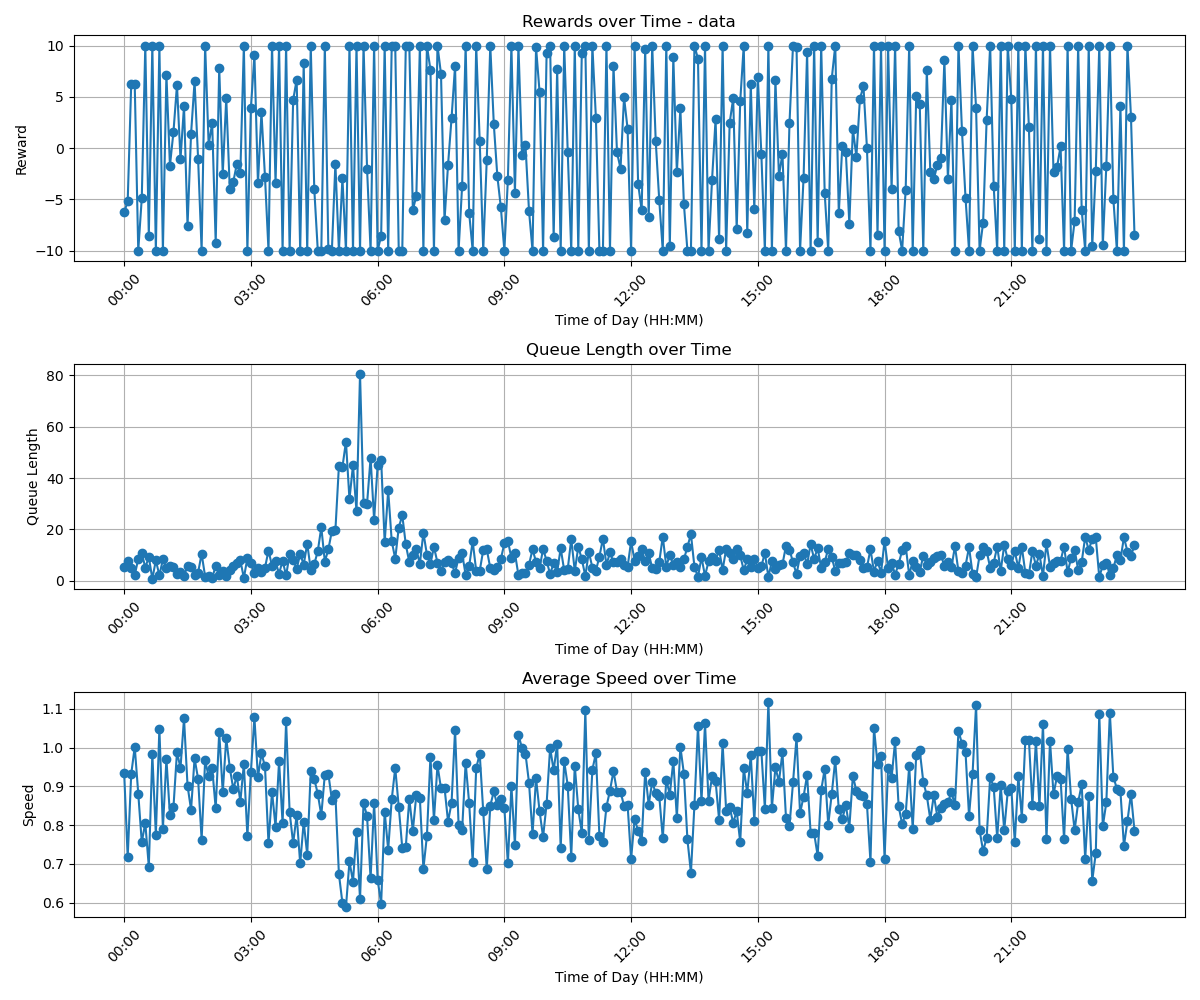 Rewards over Time - data
10
5
0
−5
−10
Reward
00:00 03:00 06:00 09:00 12:00 15:00 18:00 21:00
Time of Day (HH:MM)
Queue Length over Time
80
60
40
20
0
Queue Length
00:00 03:00 06:00 09:00 12:00 15:00 18:00 21:00
Time of Day (HH:MM)
Average Speed over Time
1.1
1.0
0.9
0.8
0.7
0.6
Speed
00:00 03:00 06:00 09:00 12:00 15:00 18:00 21:00
Time of Day (HH:MM)